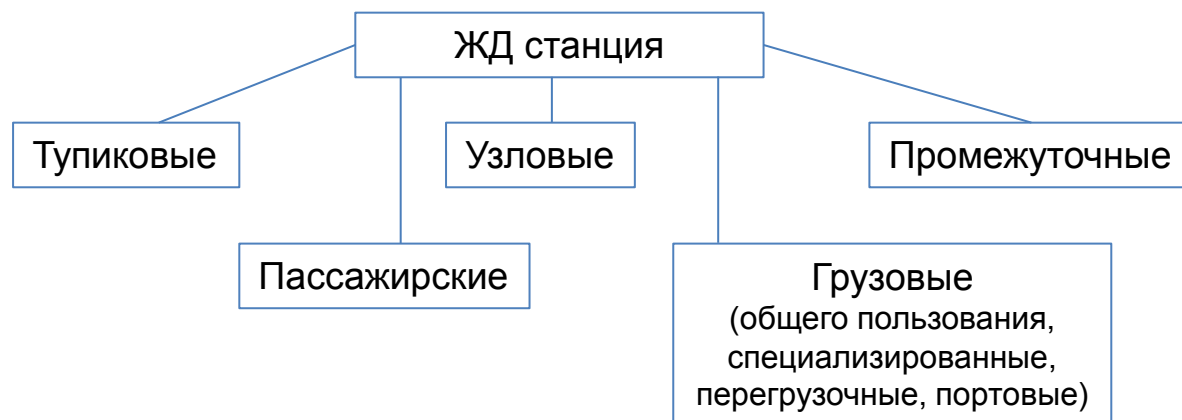 ЖД станция
Тупиковые
Узловые
Промежуточные
Пассажирские
Грузовые
(общего пользования,
специализированные,
перегрузочные, портовые)